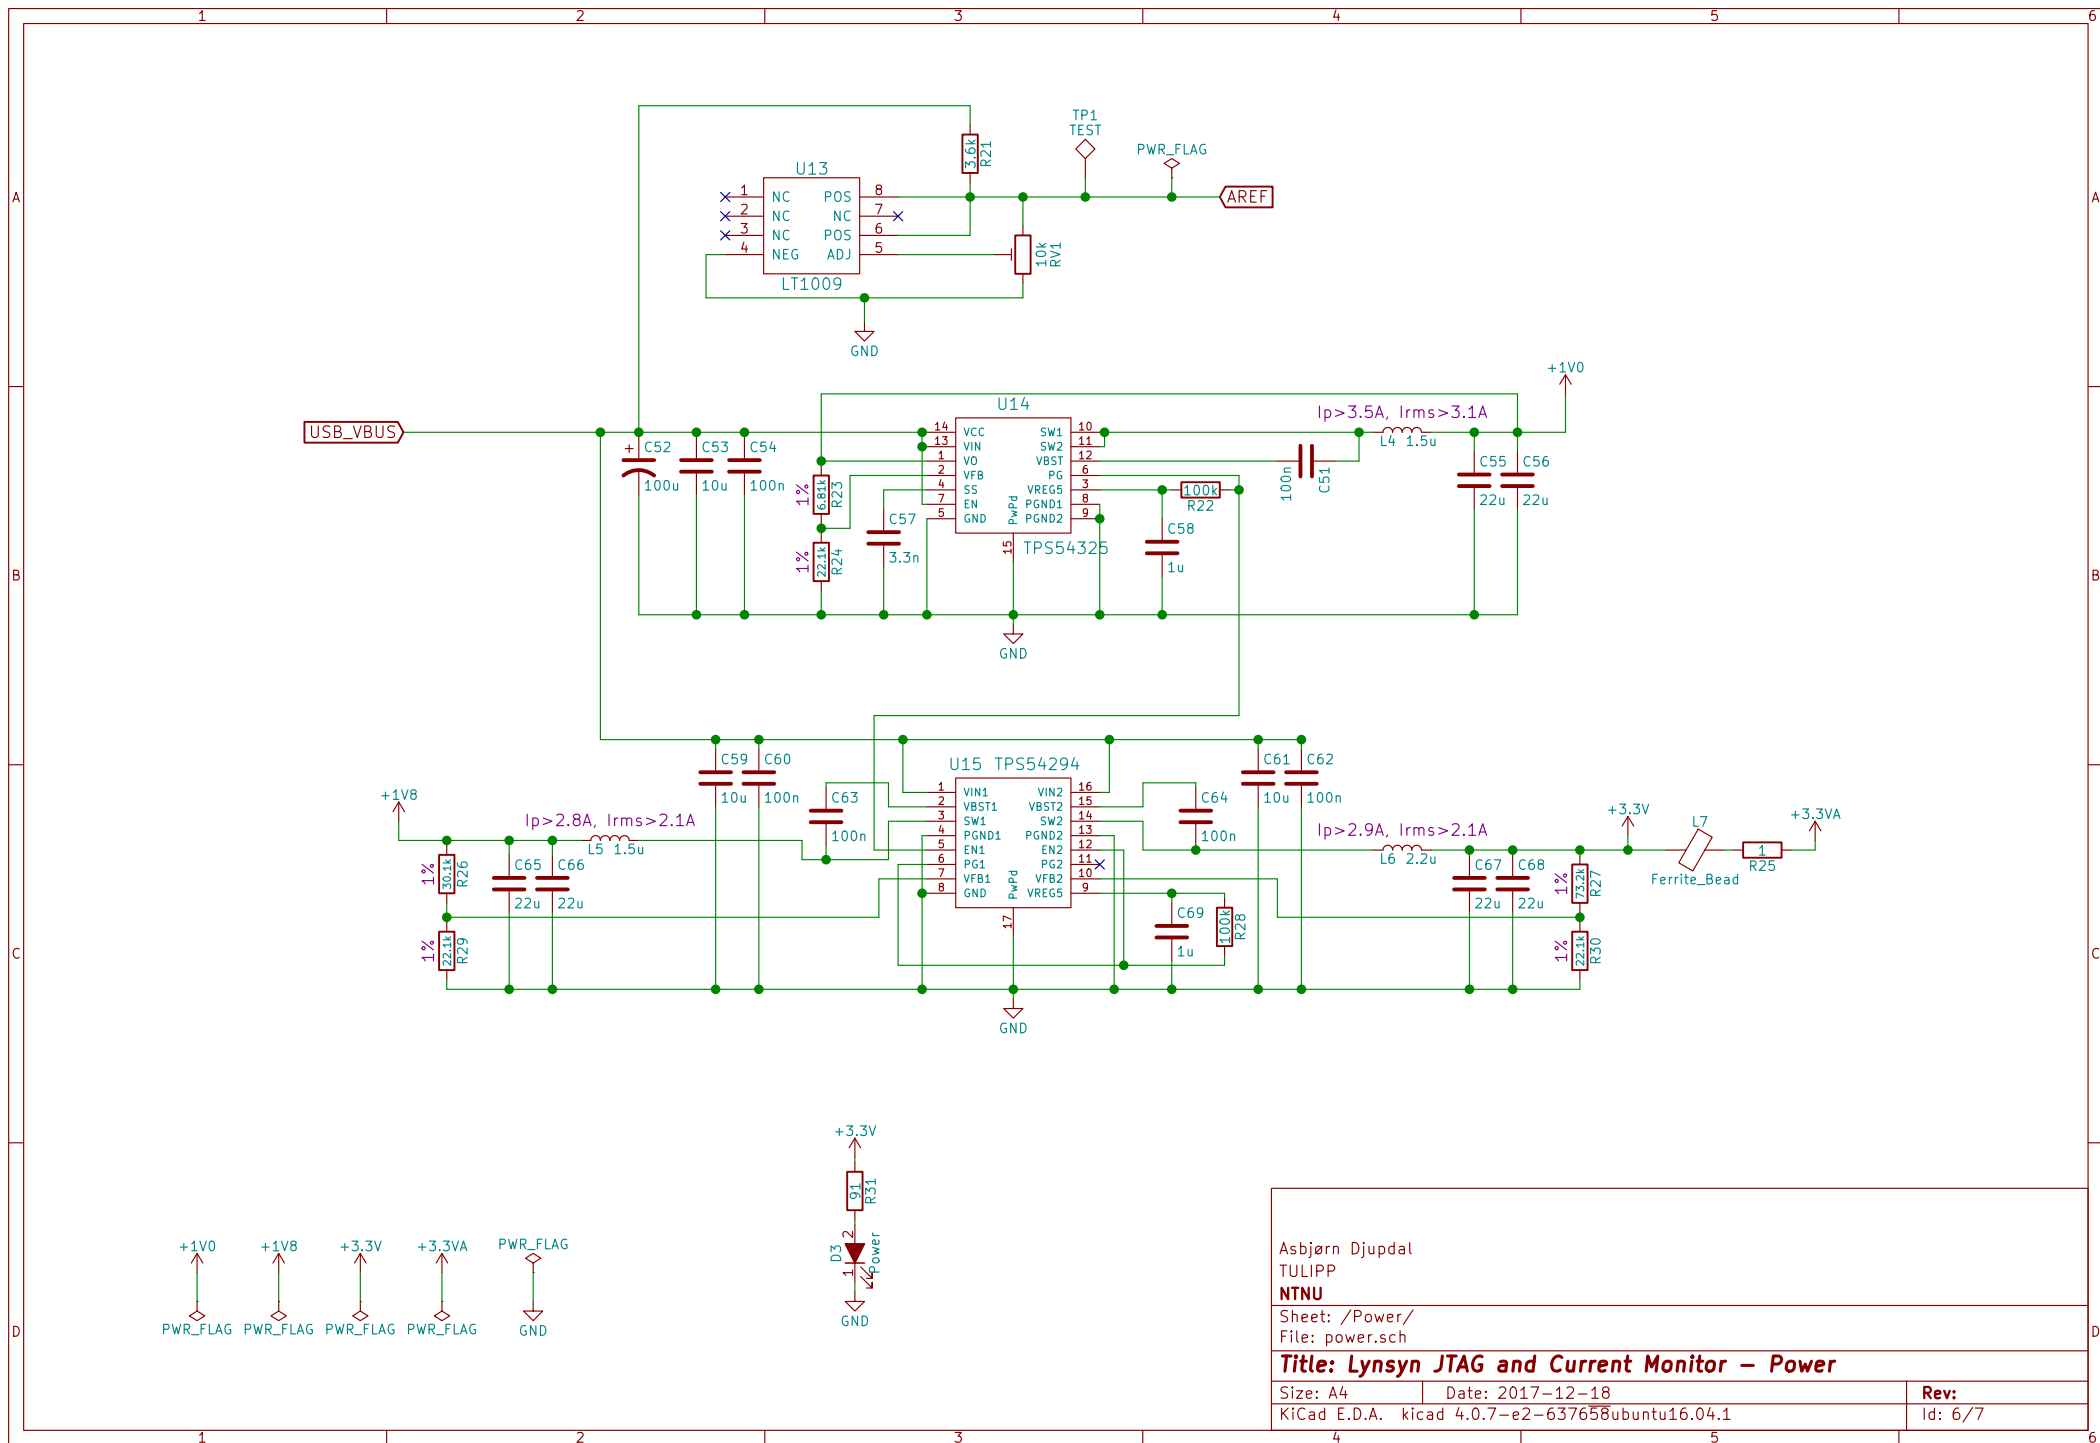 1 2 3 4 5 6
A
B
C
D
A
B
C
D
1 2 3 4 5 6
3.6k R21
TP1
TEST
PWR_FLAG
AREF
U13
1 NC POS 8
2 NC NC 7
3 NC POS 6
4 NEG ADJ 5
LT1009
10k RV1
GND
USB_VBUS
+1V0
U14
14 VCC SW1 10
13 VIN SW2 11
1 VO VBST 12
2 VFB PG 6
4 SS VREG5 3
7 EN PGND1 8
5 GND PGND2 9
PwPd
15
TPS54325
Ip>3.5A, Irms>3.1A
L4 1.5u
+ C52 100u
C53 10u
C54 100n
1% 6.81k R23
1% 22.1k R24
C57 3.3n
100k R22
C58 1u
100n C51
C55 22u
C56 22u
GND
C59 10u
C60 100n
U15 TPS54294
1 VIN1 VIN2 16
2 VBST1 VBST2 15
3 SW1 SW2 14
4 PGND1 PGND2 13
5 EN1 EN2 12
6 PG1 PG2 11
7 VFB1 VFB2 10
8 GND VREG5 9
PwPd
17
C61 10u
C62 100n
+1V8
Ip>2.8A, Irms>2.1A
L5 1.5u
C63 100n
C64 100n
1% 30.1k R26
1% 22.1k R29
C65 22u
C66 22u
C69 1u
100k R28
Ip>2.9A, Irms>2.1A
L6 2.2u
C67 22u
C68 22u
1% 73.2k R27
1% 22.1k R30
+3.3V
L7
Ferrite_Bead
1
R25
+3.3VA
GND
+3.3V
91 R31
D3
2
1
Power
GND
+1V0 +1V8 +3.3V +3.3VA PWR_FLAG
PWR_FLAG PWR_FLAG PWR_FLAG PWR_FLAG GND
Asbjørn Djupdal
TULIPP
NTNU
Sheet: /Power/
File: power.sch
Title: Lynsyn JTAG and Current Monitor – Power
Size: A4 Date: 2017-12-18 Rev:
KiCad E.D.A. kicad 4.0.7-e2-637658ubuntu16.04.1 Id: 6/7